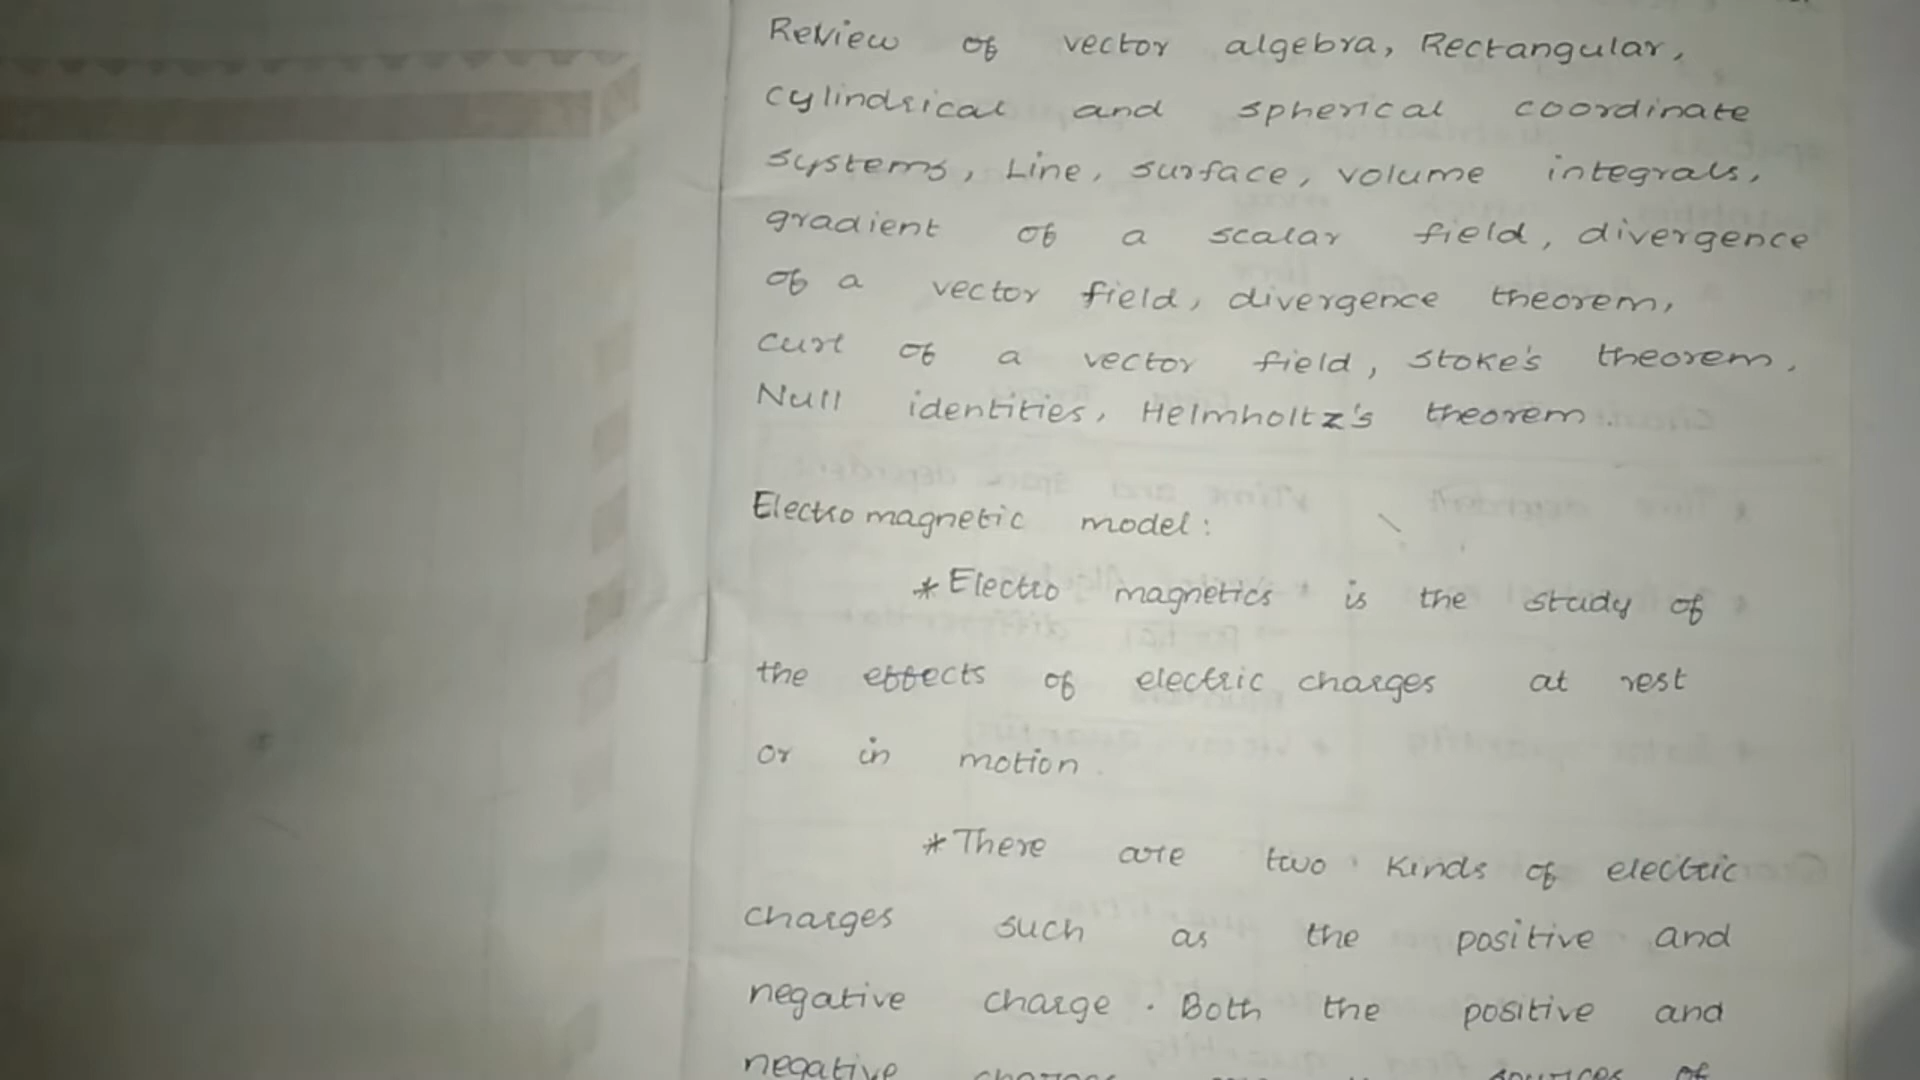 Review of vector algebra, Rectangular,
cylindrical and spherical coordinate
systems, Line, surface, volume integrals,
gradient of a scalar field, divergence
of a vector field, divergence theorem,
curl of a vector field, stoke's theorem,
Null identities, Helmholtz's theorem.
Electro magnetic model:
* Electro magnetics is the study of
the effects of electric charges at rest
or in motion.
* There are two kinds of electric
charges such as the positive and
negative charge. Both the positive and
negative charges sources of